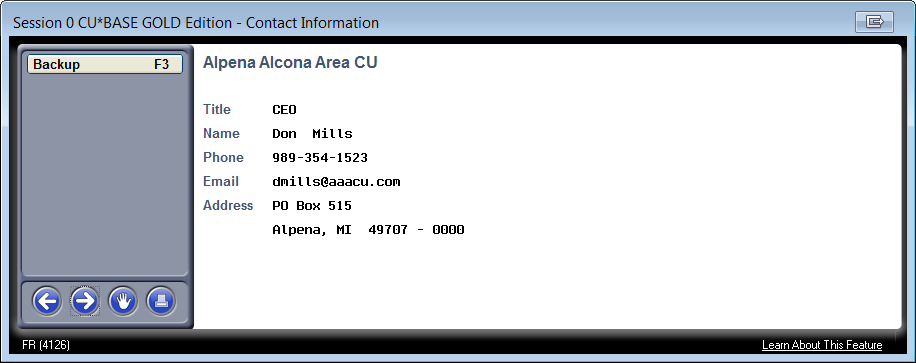 Session 0 CU*BASE GOLD Edition - Contact Information
Backup F3
Alpena Alcona Area CU
Title CEO
Name Don Mills
Phone 989-354-1523
Email dmills@aaacu.com
Address PO Box 515
Alpena, MI 49707 - 0000
FR (4126)
Learn About This Feature